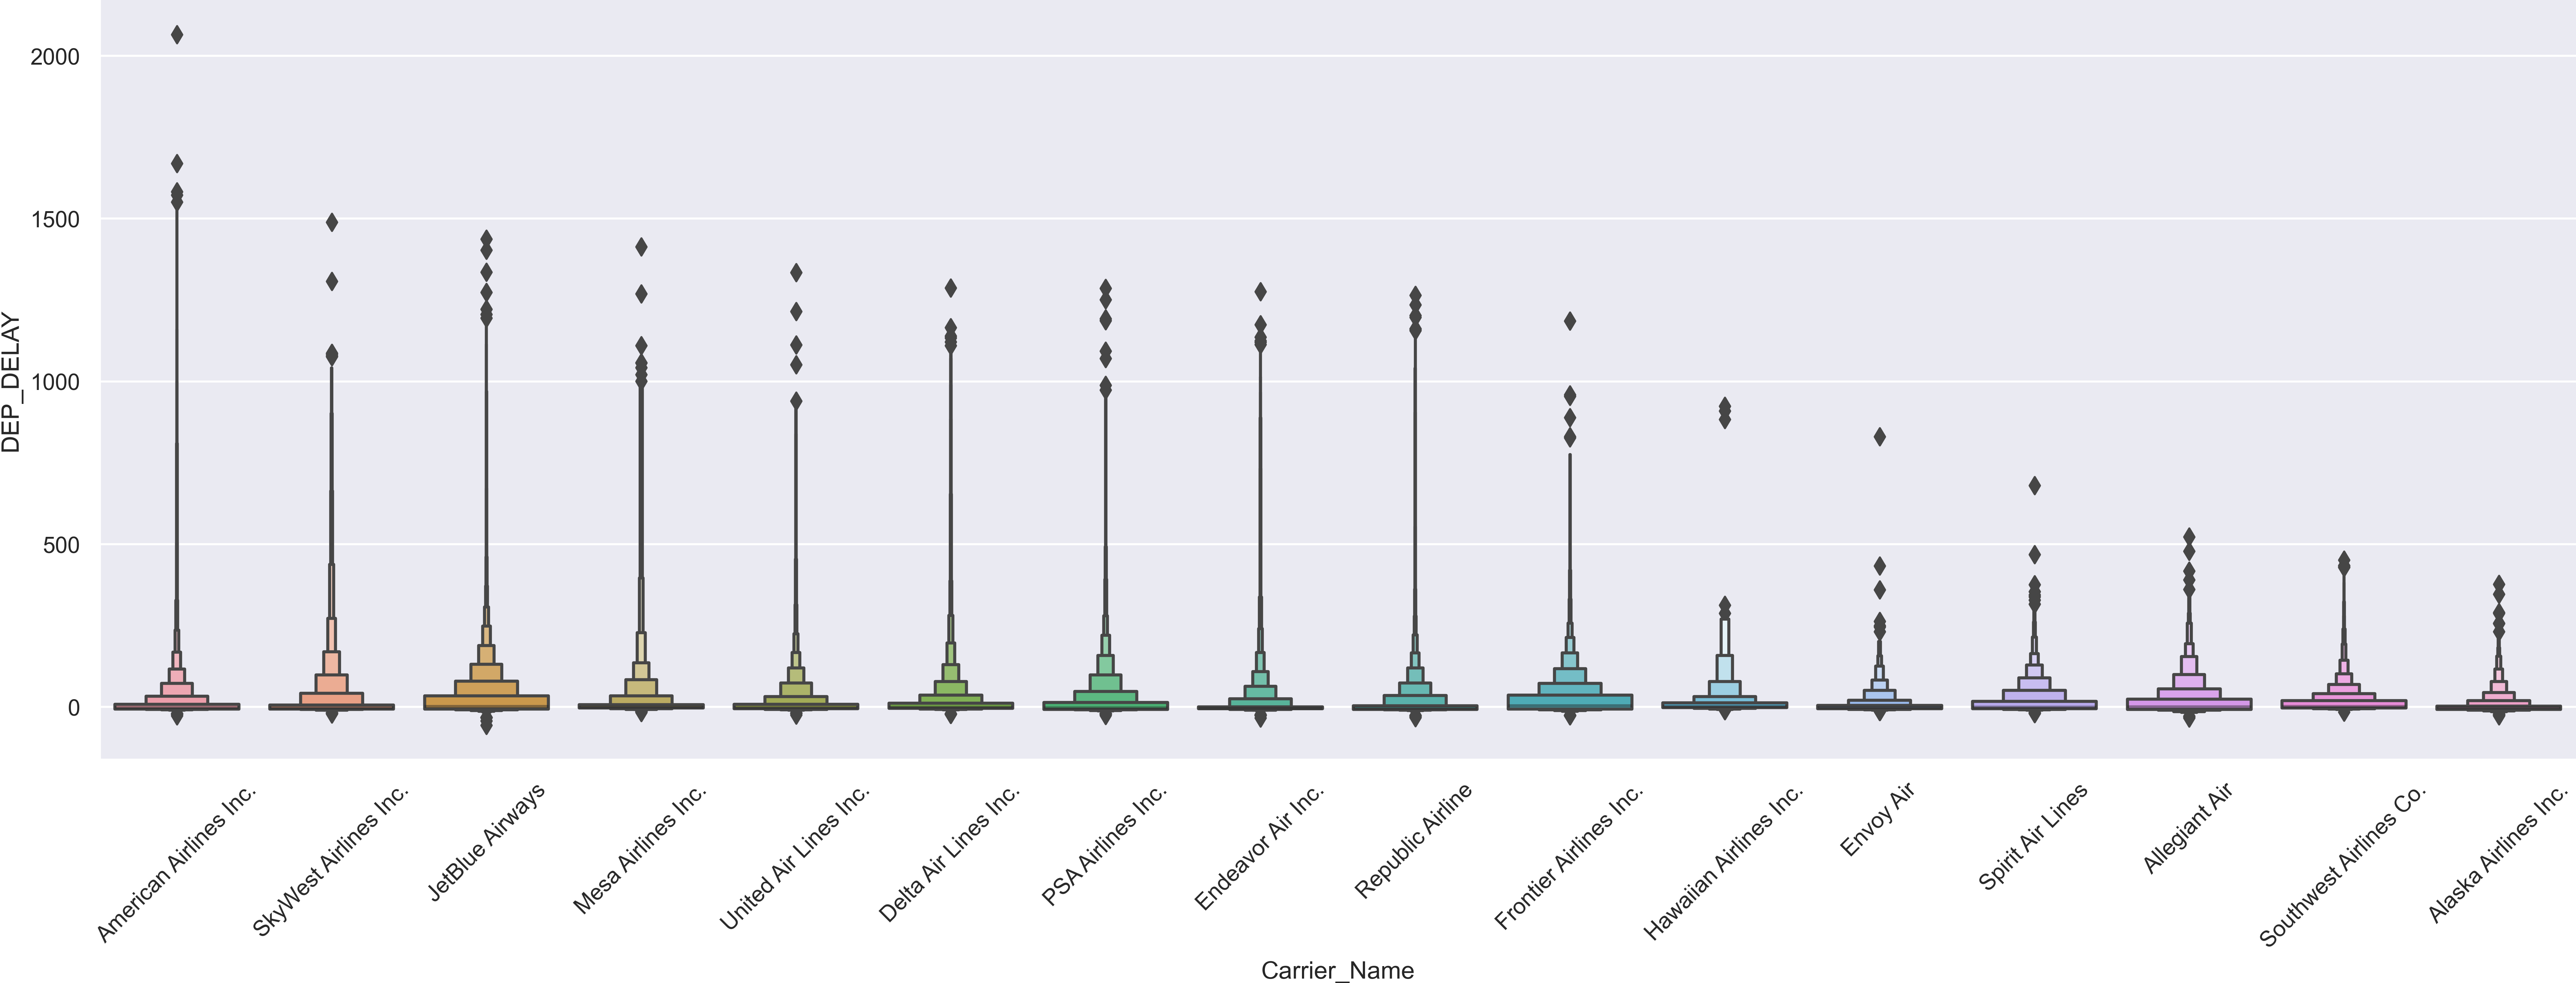 DEP_DELAY
2000
1500
1000
500
0
American Airlines Inc.
SkyWest Airlines Inc.
JetBlue Airways
Mesa Airlines Inc.
United Air Lines Inc.
Delta Air Lines Inc.
PSA Airlines Inc.
Endeavor Air Inc.
Republic Airline
Frontier Airlines Inc.
Hawaiian Airlines Inc.
Envoy Air
Spirit Air Lines
Allegiant Air
Southwest Airlines Co.
Alaska Airlines Inc.
Carrier_Name